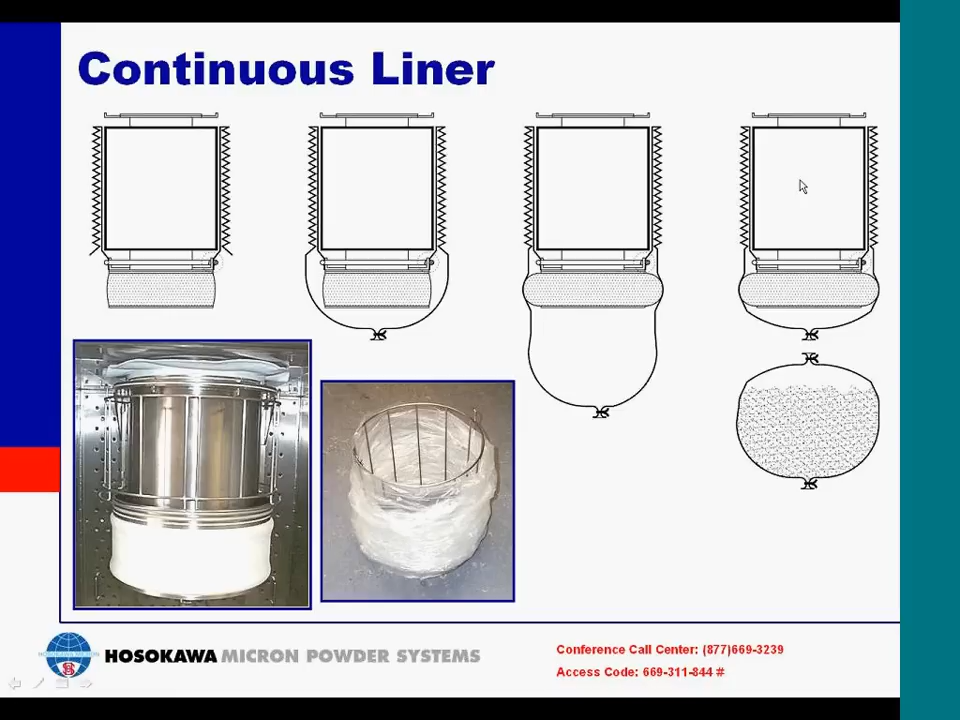 Continuous Liner
HOSOKAWA MICRON POWDER SYSTEMS
Conference Call Center: (877)669-3239
Access Code: 669-311-844 #